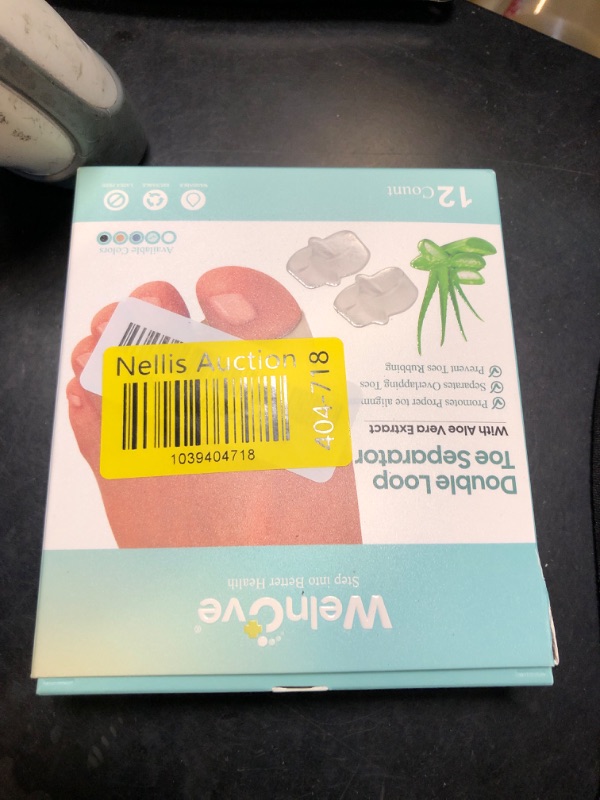 WelnOve®
Step into Better Health
Double Loop
Toe Separator
With Aloe Vera Extract
Promotes Proper toe alignm
Separates Overlapping Toes
Prevent Toes Rubbing
Available Colors
12 Count
Nellis Auction
1039404718
404-718